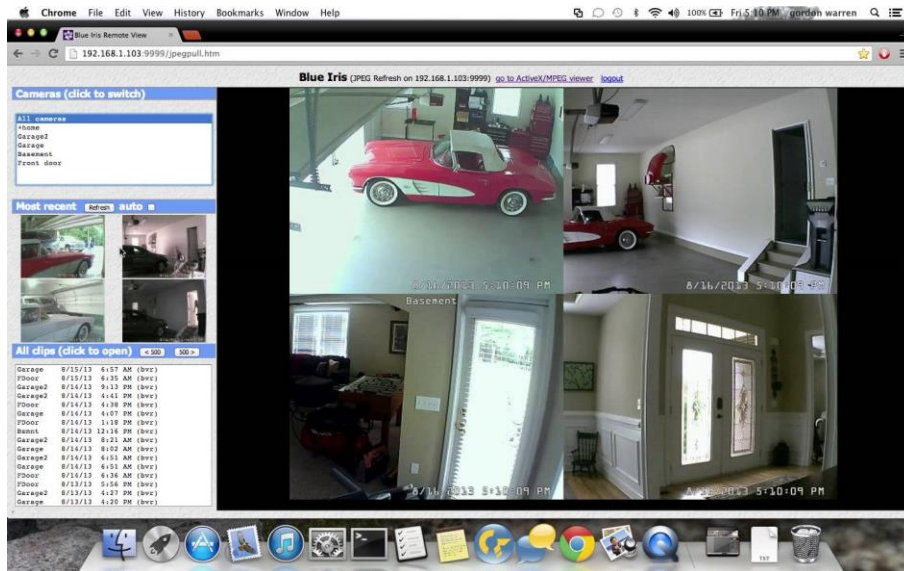 Chrome File Edit View History Bookmarks Window Help 100% Fri 5:10 PM gordon warren
Blue Iris Remote View
192.168.1.103:9999/jpegpull.htm
Blue Iris (JPEG Refresh on 192.168.1.103:9999) go to ActiveX/MPEG viewer logout
Cameras (click to switch)
All cameras
+home
Garage2
Garage
Basement
Front door
Most recent Refresh auto
8/16/2013 5:10:09 PM
8/16/2013 5:10:09 PM
Basement
All clips (click to open) < 500 500 >
Garage 8/15/13 6:57 AM (bvr)
FDoor 8/15/13 6:35 AM (bvr)
Garage2 8/14/13 9:13 PM (bvr)
Garage2 8/14/13 4:41 PM (bvr)
FDoor 8/14/13 4:38 PM (bvr)
Garage 8/14/13 4:07 PM (bvr)
FDoor 8/14/13 1:18 PM (bvr)
Bsmnt 8/14/13 12:16 PM (bvr)
Garage2 8/14/13 8:21 AM (bvr)
Garage 8/14/13 8:02 AM (bvr)
Garage2 8/14/13 6:51 AM (bvr)
Garage 8/14/13 6:51 AM (bvr)
FDoor 8/14/13 6:36 AM (bvr)
FDoor 8/13/13 5:56 PM (bvr)
Garage2 8/13/13 4:27 PM (bvr)
Garage 8/13/13 4:20 PM (bvr)
8/16/2013 5:10:09 PM
8/16/2013 5:10:09 PM
TXT